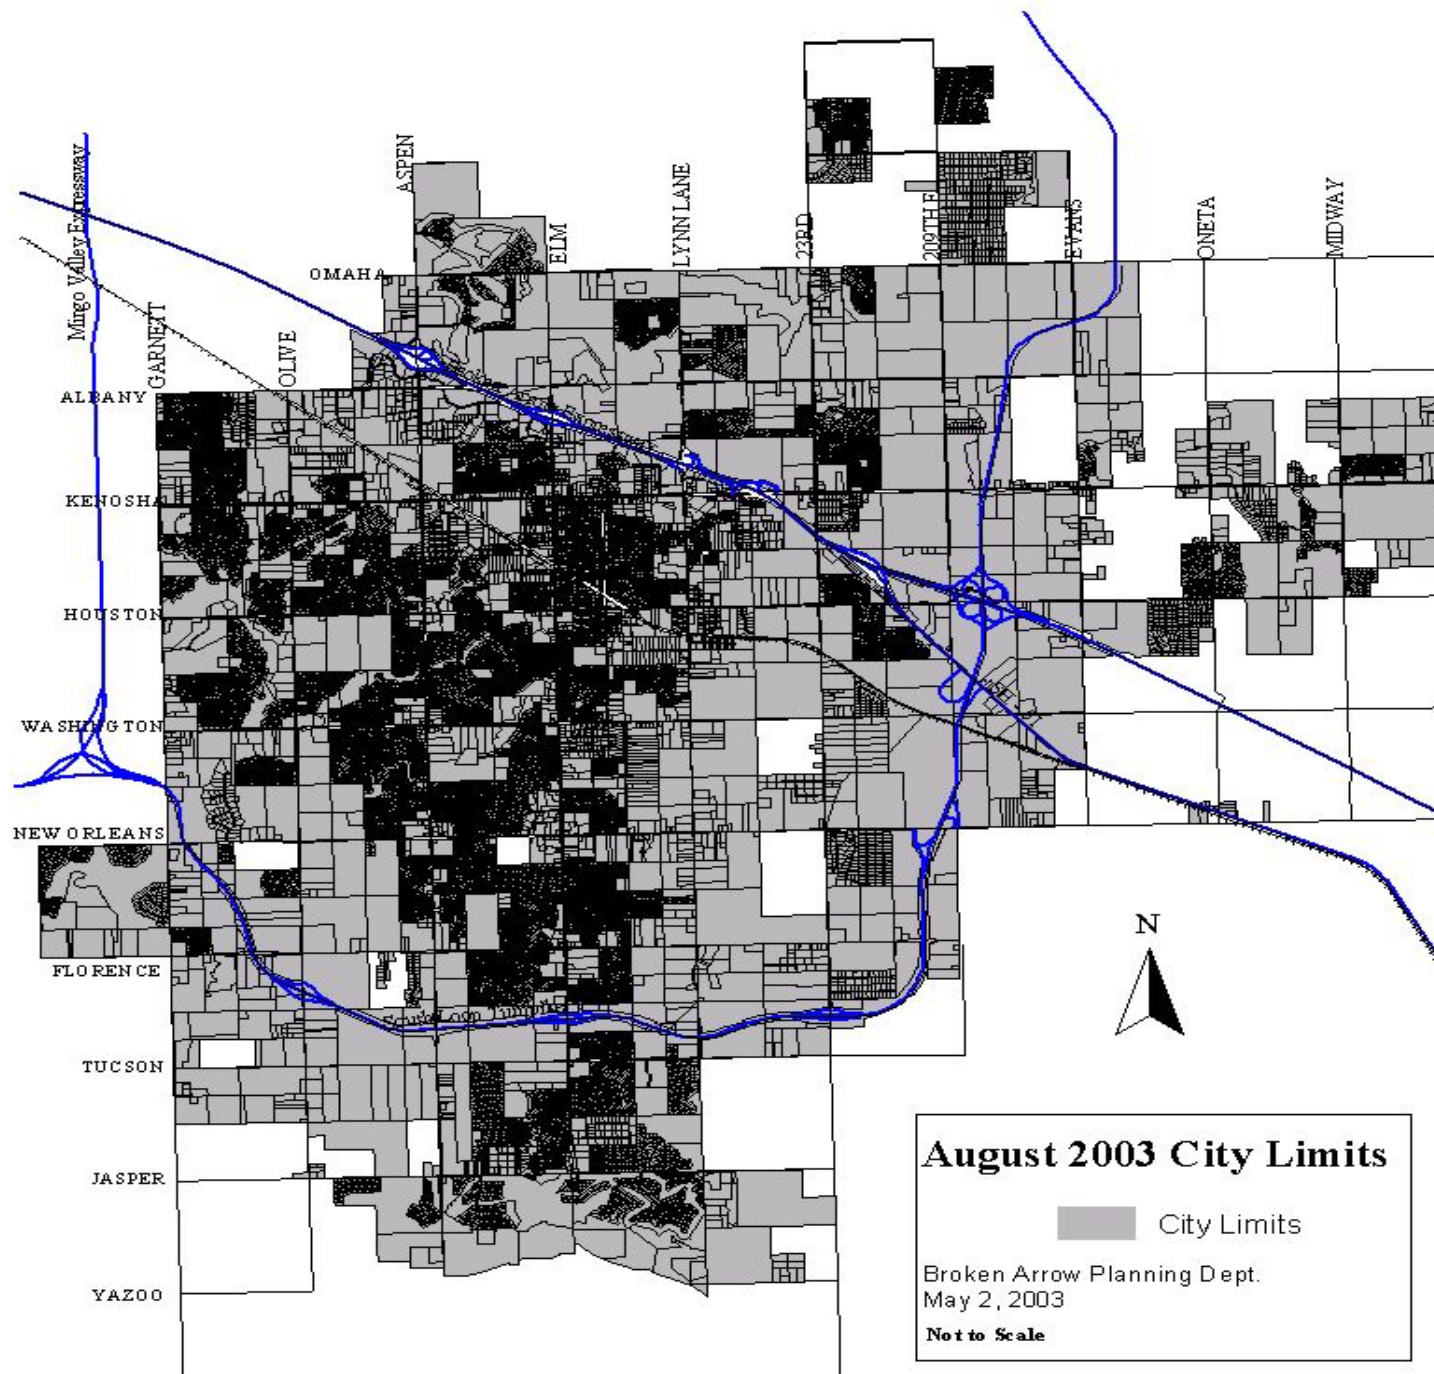 ASPEN
Mingo Valley Expressway
LYNN LANE
MIDWAY
ELM
23RD
209TH E
EVANS
ONETA
OMAHA
GARNETT
OLIVE
ALBANY
KENOSHA
HOUSTON
WASHINGTON
NEW ORLEANS
N
FLORENCE
TUCSON
JASPER
YAZOO
August 2003 City Limits
City Limits
Broken Arrow Planning Dept.
May 2, 2003
Not to Scale